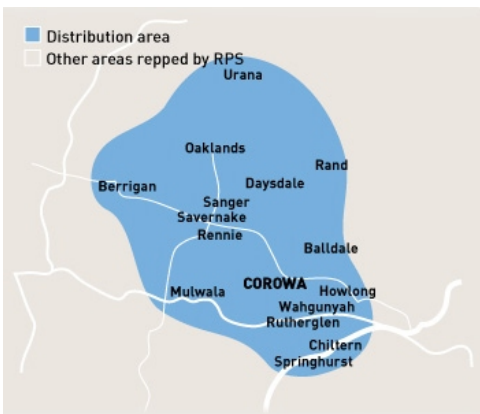 Distribution area
Other areas repped by RPS
Urana
Oaklands
Rand
Berrigan
Daysdale
Sanger
Savernake
Rennie
Balldale
COROWA
Mulwala
Howlong
Wahgunyah
Rutherglen
Chiltern
Springhurst